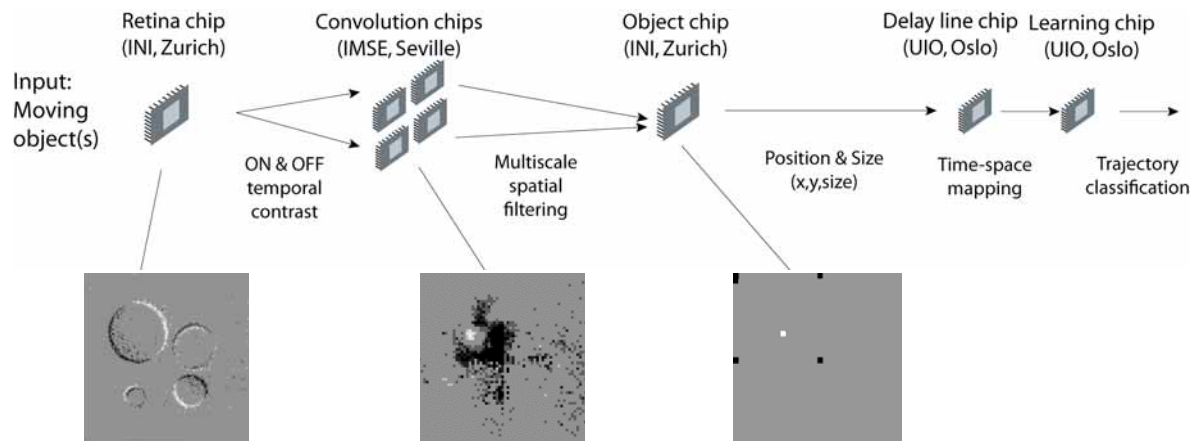 Retina chip
(INI, Zurich)
Convolution chips
(IMSE, Seville)
Object chip
(INI, Zurich)
Delay line chip
(UIO, Oslo)
Learning chip
(UIO, Oslo)
Input:
Moving
object(s)
ON & OFF
temporal
contrast
Multiscale
spatial
filtering
Position & Size
(x,y,size)
Time-space
mapping
Trajectory
classification